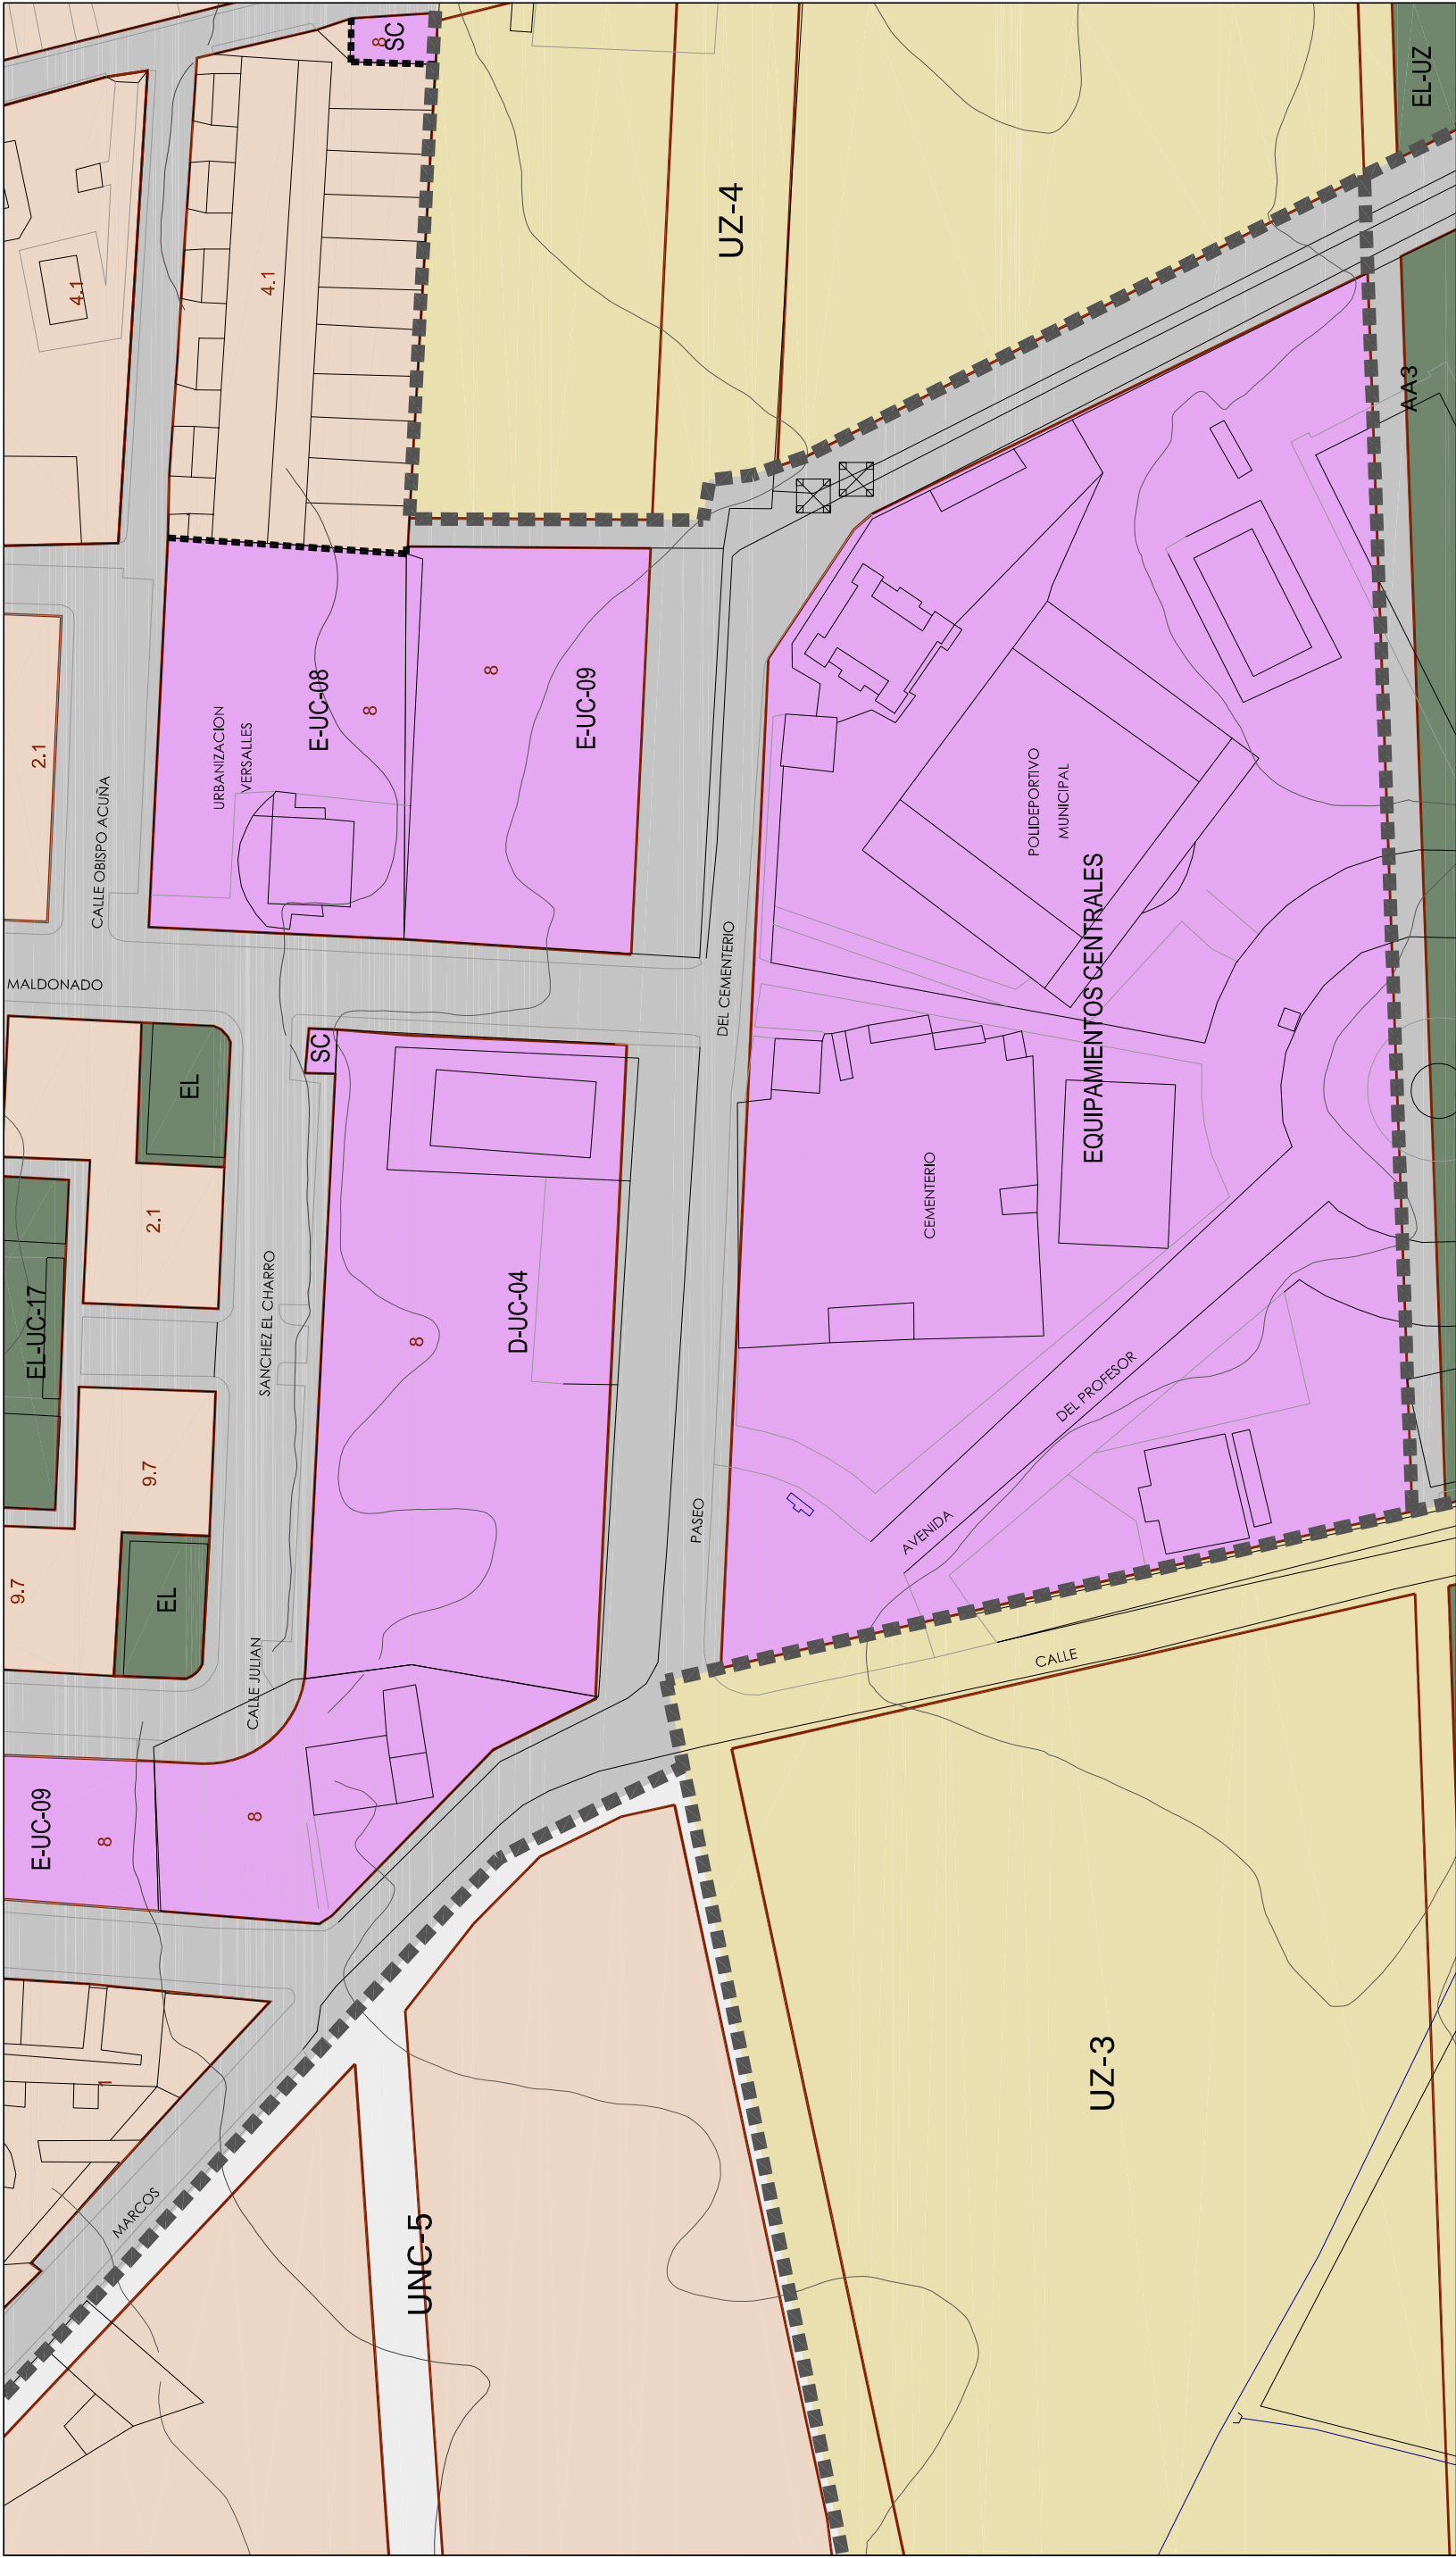 SC
8
EL-UZ
4.1
4.1
UZ-4
AA3
E-UC-08
8
8
E-UC-09
URBANIZACION
VERSALLES
2.1
CALLE OBISPO ACUÑA
POLIDEPORTIVO
MUNICIPAL
EQUIPAMIENTOS CENTRALES
MALDONADO
DEL CEMENTERIO
SC
EL
2.1
CEMENTERIO
EL-UC-17
SANCHEZ EL CHARRO
D-UC-04
8
DEL PROFESOR
9.7
9.7
EL
PASEO
AVENIDA
CALLE JULIAN
CALLE
E-UC-09
8
8
1
UZ-3
MARCOS
UNC-5